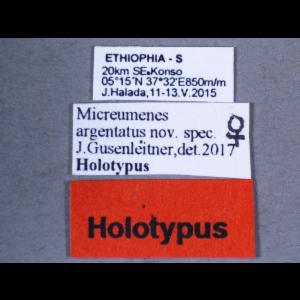 ETHIOPHIA - S
20km SE.Konso
05°15´N 37°32'E850m/m
J.Halada,11-13.V.2015
Micreumenes
argentatus nov. spec. ♀
J.Gusenleitner,det.2017
Holotypus
Holotypus